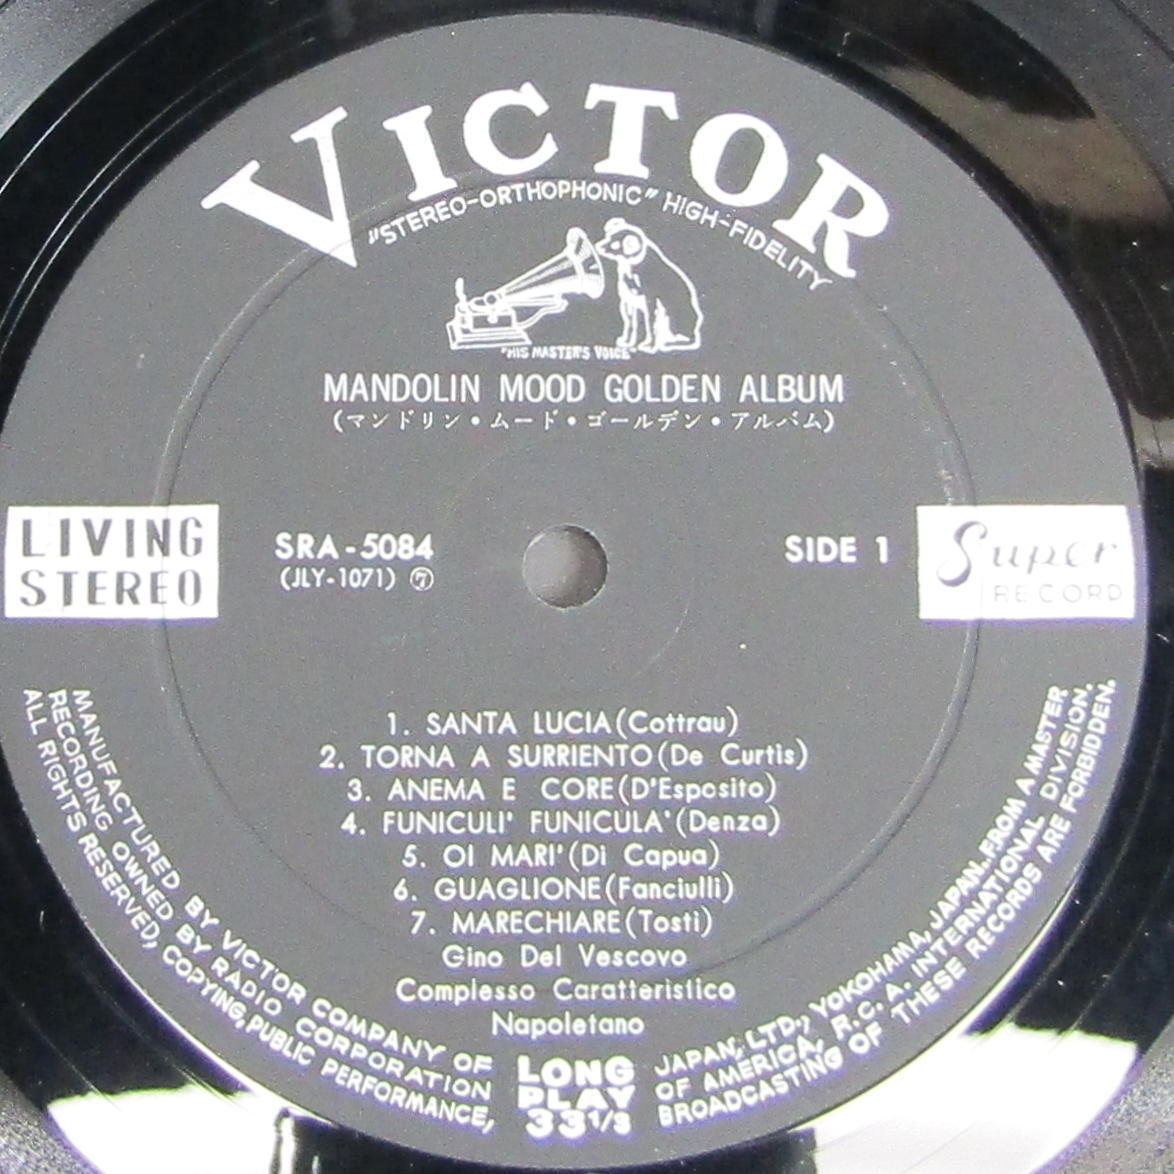 VICTOR
"STEREO-ORTHOPHONIC" HIGH-FIDELITY
"HIS MASTER'S VOICE"
MANDOLIN MOOD GOLDEN ALBUM
(マンドリン・ムード・ゴールデン・アルバム)
LIVING
STEREO
SRA-5084
(JLY-1071) ⑦
SIDE 1
Super
RECORD
1. SANTA LUCIA(Cottrau)
2. TORNA A SURRIENTO(De Curtis)
3. ANEMA E CORE(D'Esposito)
4. FUNICULI' FUNICULA'(Denza)
5. OI MARI'(Di Capua)
6. GUAGLIONE(Fanciulli)
7. MARECHIARE(Tosti)
Gino Del Vescovo
Complesso Caratteristico
Napoletano
LONG
PLAY
33 1/3
MANUFACTURED BY VICTOR COMPANY OF JAPAN, LTD., YOKOHAMA, JAPAN. FROM A MASTER
RECORDING OWNED BY RADIO CORPORATION OF AMERICA, R.C.A. INTERNATIONAL DIVISION.
ALL RIGHTS RESERVED, COPYING, PUBLIC PERFORMANCE, BROADCASTING OF THESE RECORDS ARE FORBIDDEN.